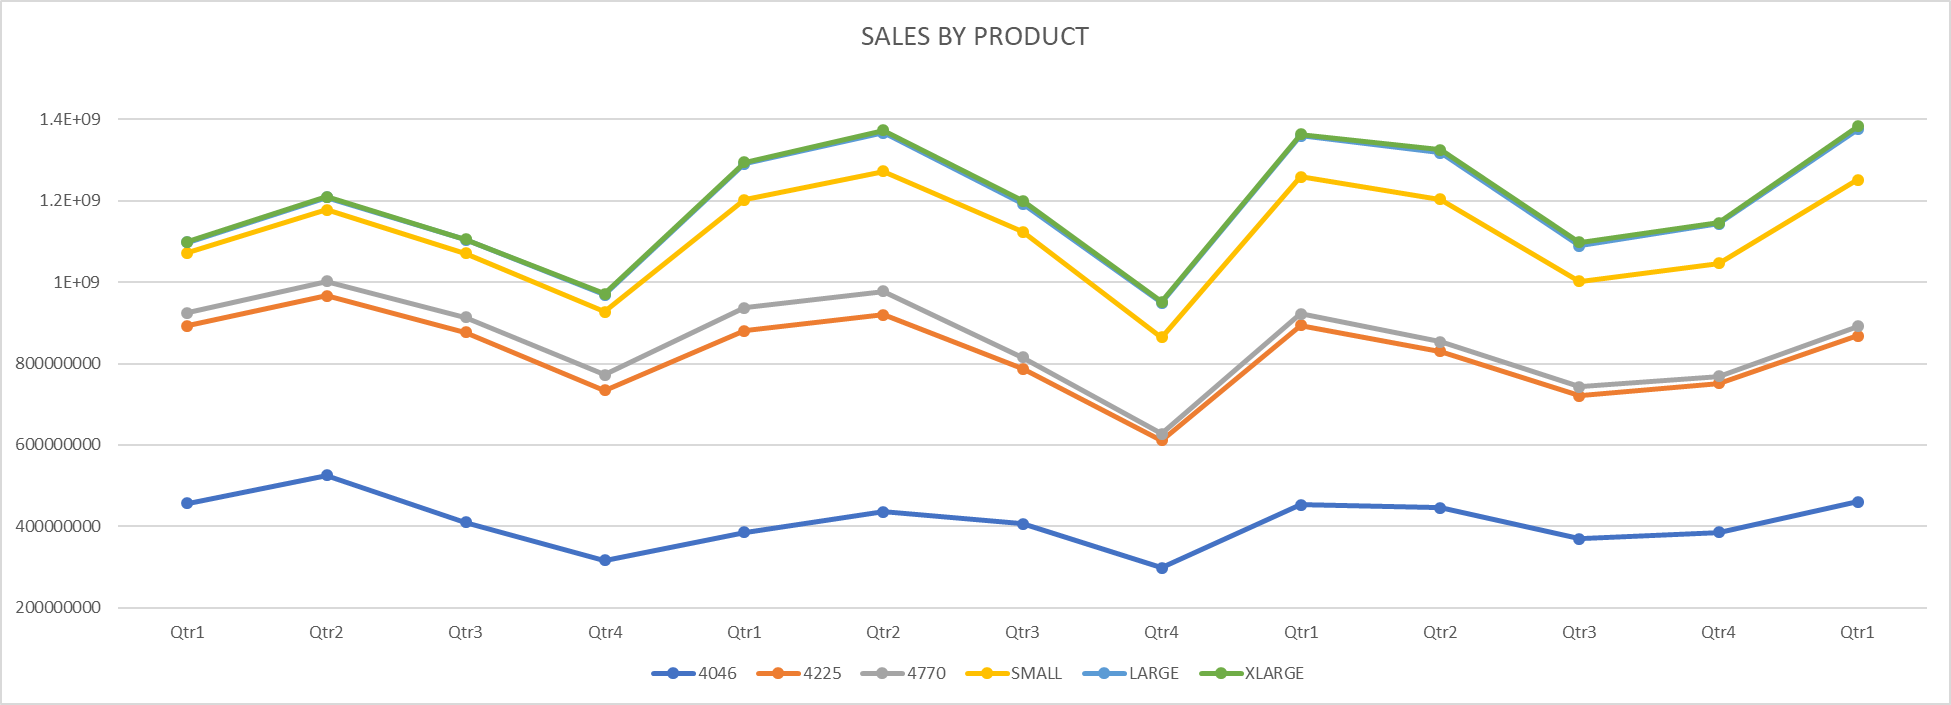 SALES BY PRODUCT
1.4E+09
1.2E+09
1E+09
800000000
600000000
400000000
200000000
Qtr1 Qtr2 Qtr3 Qtr4 Qtr1 Qtr2 Qtr3 Qtr4 Qtr1 Qtr2 Qtr3 Qtr4 Qtr1
4046 4225 4770 SMALL LARGE XLARGE